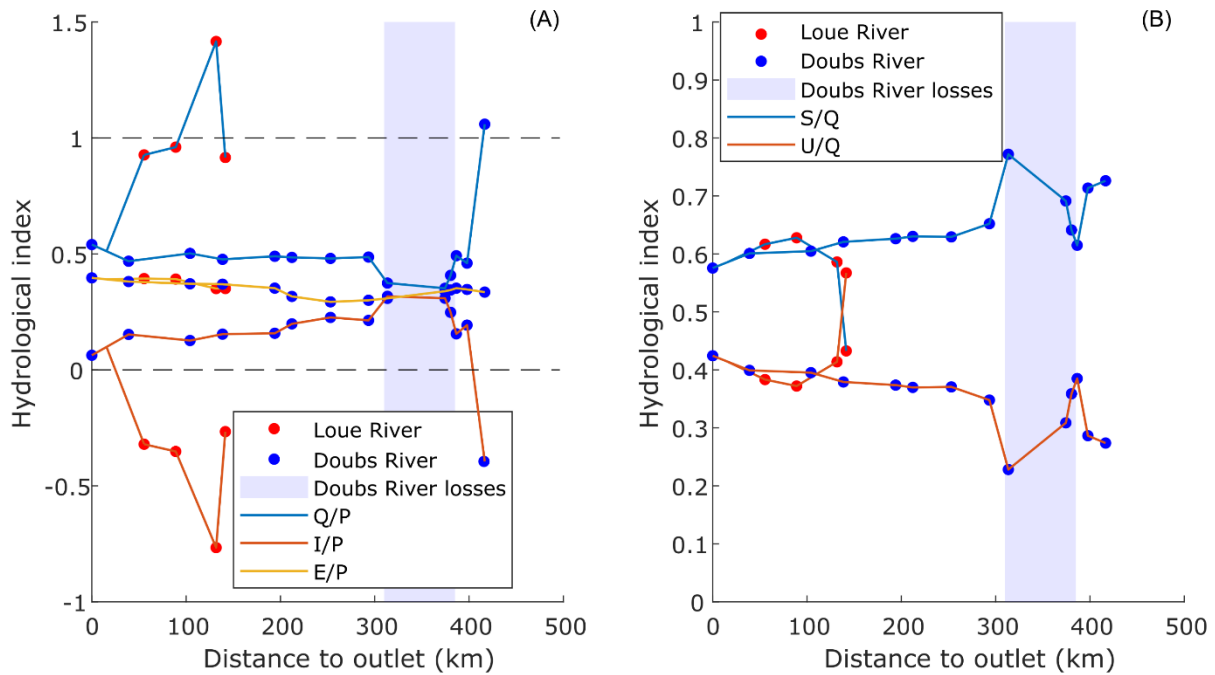 (A)
Hydrological index
1.5
1
0.5
0
-0.5
-1
Loue River
Doubs River
Doubs River losses
Q/P
I/P
E/P
0 100 200 300 400 500
Distance to outlet (km)
(B)
Hydrological index
1
0.9
0.8
0.7
0.6
0.5
0.4
0.3
0.2
0.1
0
Loue River
Doubs River
Doubs River losses
S/Q
U/Q
0 100 200 300 400 500
Distance to outlet (km)